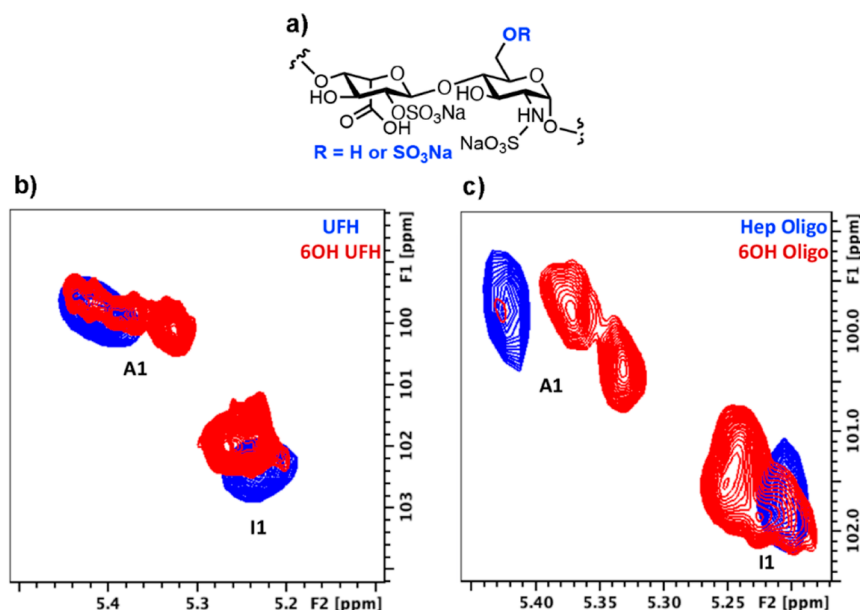 a)
OR
O
O
O
HO
OSO₃Na
O
OH
O
O
HO
HN
O
NaO₃S
R = H or SO₃Na
b)
UFH
6OH UFH
A1
I1
F1 [ppm]
100
101
102
103
5.4
5.3
5.2
F2 [ppm]
c)
Hep Oligo
6OH Oligo
A1
I1
F1 [ppm]
100.0
101.0
102.0
5.40
5.35
5.30
5.25
F2 [ppm]